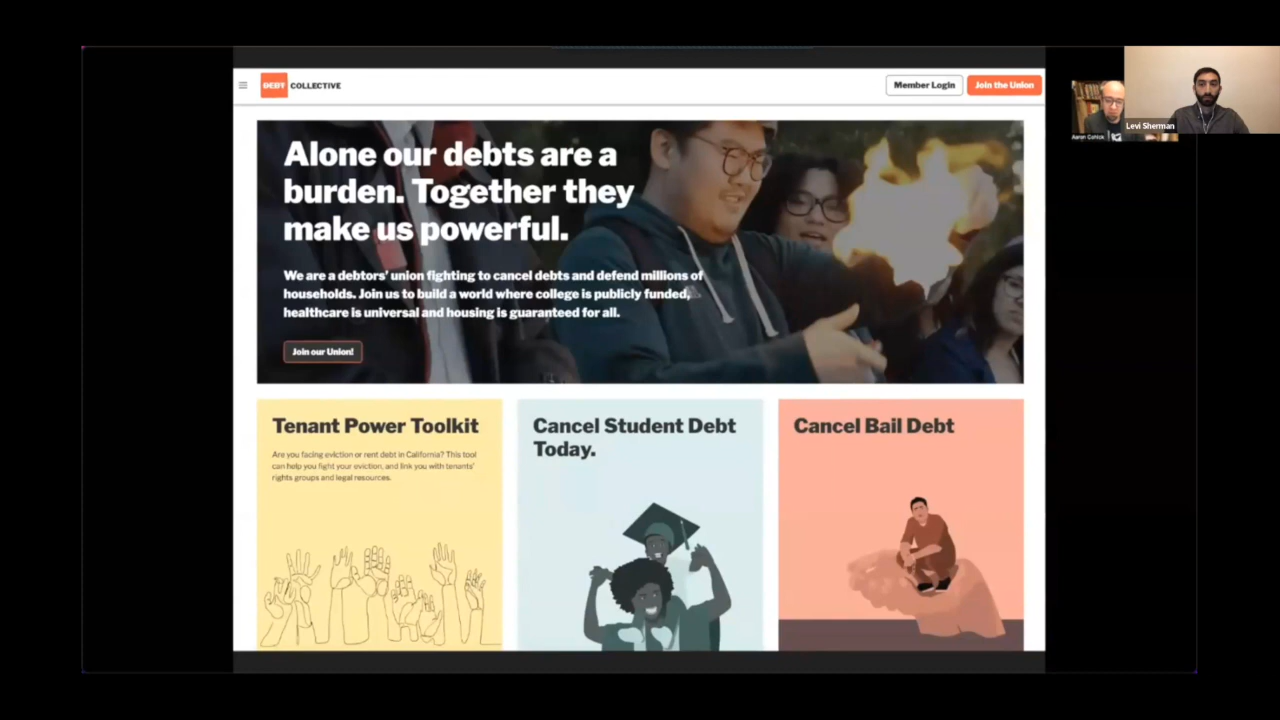 DEBT COLLECTIVE
Member Login
Join the Union
Aaron Cohick
Levi Sherman
Alone our debts are a
burden. Together they
make us powerful.
We are a debtors' union fighting to cancel debts and defend millions of
households. Join us to build a world where college is publicly funded,
healthcare is universal and housing is guaranteed for all.
Join our Union!
Tenant Power Toolkit
Are you facing eviction or rent debt in California? This tool
can help you fight your eviction, and link you with tenants'
rights groups and legal resources.
Cancel Student Debt
Today.
Cancel Bail Debt